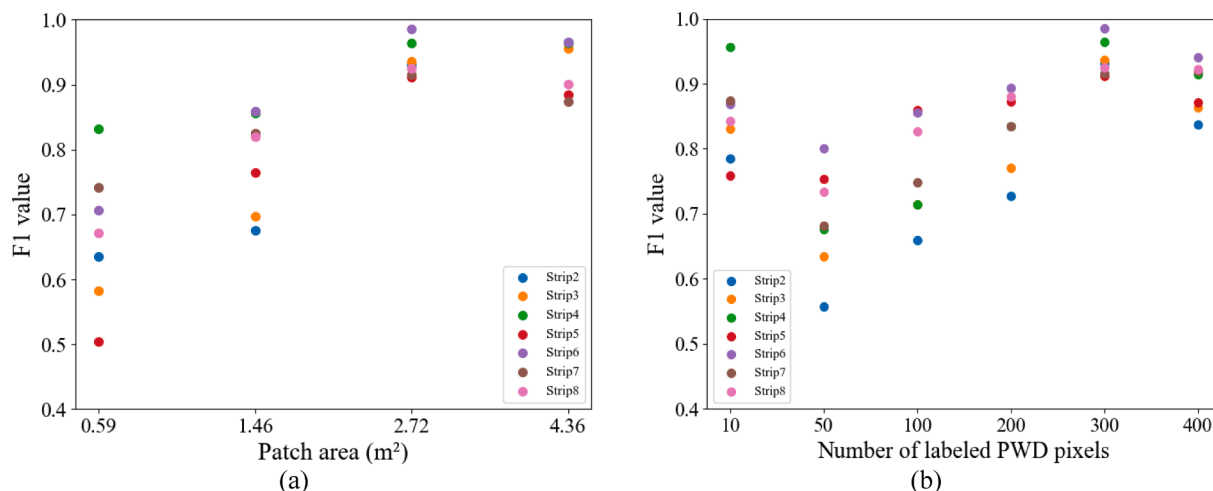 1.0
0.9
0.8
0.7
0.6
0.5
0.4
F1 value
0.59 1.46 2.72 4.36
Patch area (m²)
Strip2
Strip3
Strip4
Strip5
Strip6
Strip7
Strip8
(a)
1.0
0.9
0.8
0.7
0.6
0.5
0.4
F1 value
10 50 100 200 300 400
Number of labeled PWD pixels
Strip2
Strip3
Strip4
Strip5
Strip6
Strip7
Strip8
(b)